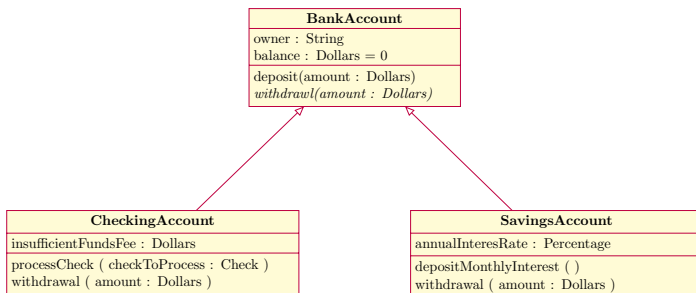 BankAccount
owner : String
balance : Dollars = 0
deposit(amount : Dollars)
withdrawl(amount : Dollars)
CheckingAccount
insufficientFundsFee : Dollars
processCheck ( checkToProcess : Check )
withdrawal ( amount : Dollars )
SavingsAccount
annualInteresRate : Percentage
depositMonthlyInterest ( )
withdrawal ( amount : Dollars )